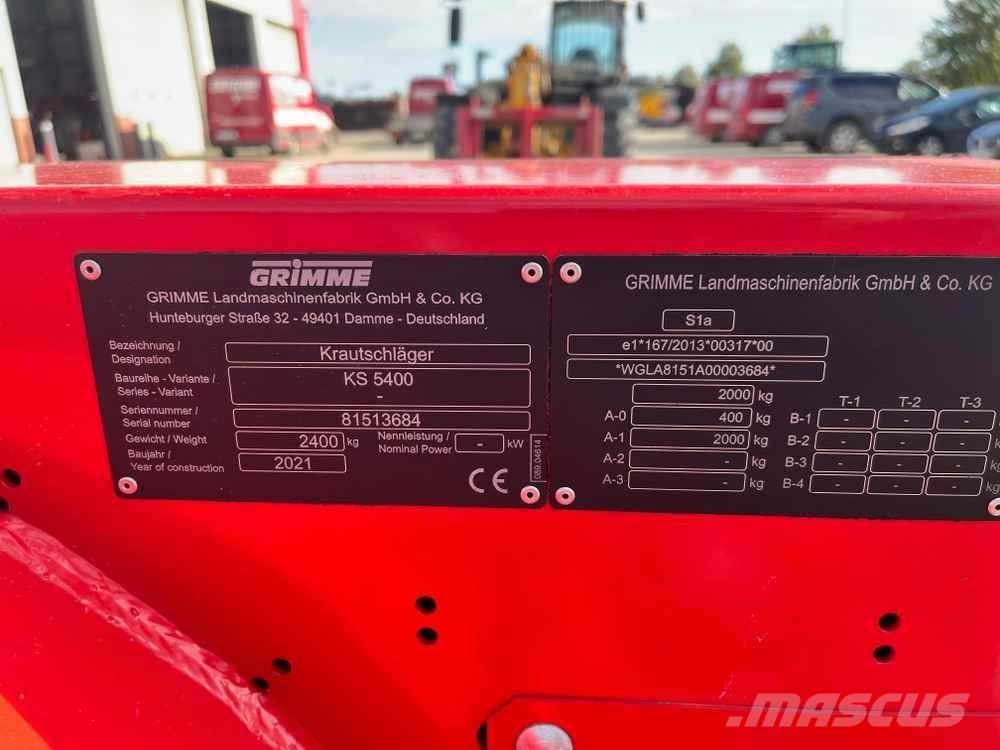 GRIMME
GRIMME Landmaschinenfabrik GmbH & Co. KG
Hunteburger Straße 32 - 49401 Damme - Deutschland
Bezeichnung /
Designation
Krautschläger
Baureihe - Variante /
Series - Variant
KS 5400
-
Seriennummer /
Serial number
81513684
Gewicht / Weight
2400 kg
Nennleistung /
Nominal Power
- kW
Baujahr /
Year of construction
2021
CE
089.04614
GRIMME Landmaschinenfabrik GmbH & Co. KG
S1a
e1*167/2013*00317*00
*WGLA8151A00003684*
2000 kg
A-0 400 kg
A-1 2000 kg
A-2 - kg
A-3 - kg
T-1 T-2 T-3
B-1 - - -
B-2 - - -
B-3 - - -
B-4 - - -
MASCUS